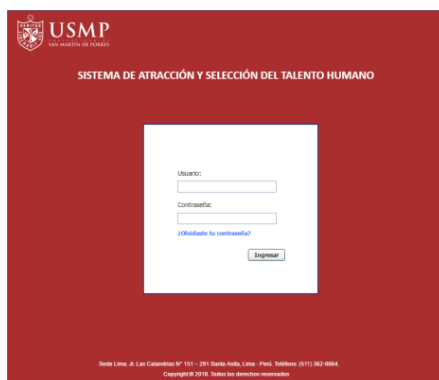 USMP
SAN MARTIN DE PORRES
SISTEMA DE ATRACCIÓN Y SELECCIÓN DEL TALENTO HUMANO
Usuario:
Contraseña:
¿Olvidaste tu contraseña?
Ingresar
Sede Lima: Jr. Las Calandrias N° 151 – 291 Santa Anita, Lima - Perú. Teléfono: (511) 362-0064.
Copyright © 2018. Todos los derechos reservados